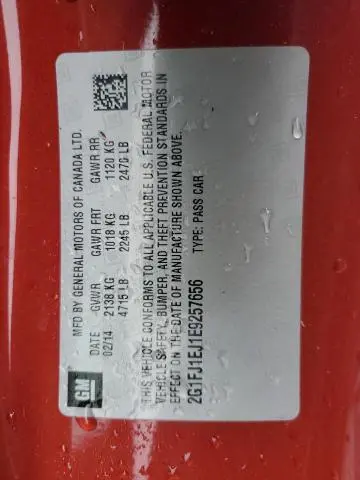 GM
MFD BY GENERAL MOTORS OF CANADA LTD.
DATE GVWR GAWR FRT GAWR RR
02/14 2138 KG 1018 KG 1120 KG
4715 LB 2245 LB 2470 LB
THIS VEHICLE CONFORMS TO ALL APPLICABLE U.S. FEDERAL MOTOR
VEHICLE SAFETY, BUMPER, AND THEFT PREVENTION STANDARDS IN
EFFECT ON THE DATE OF MANUFACTURE SHOWN ABOVE.
2G1FJ1EJ1E9257656 TYPE: PASS CAR